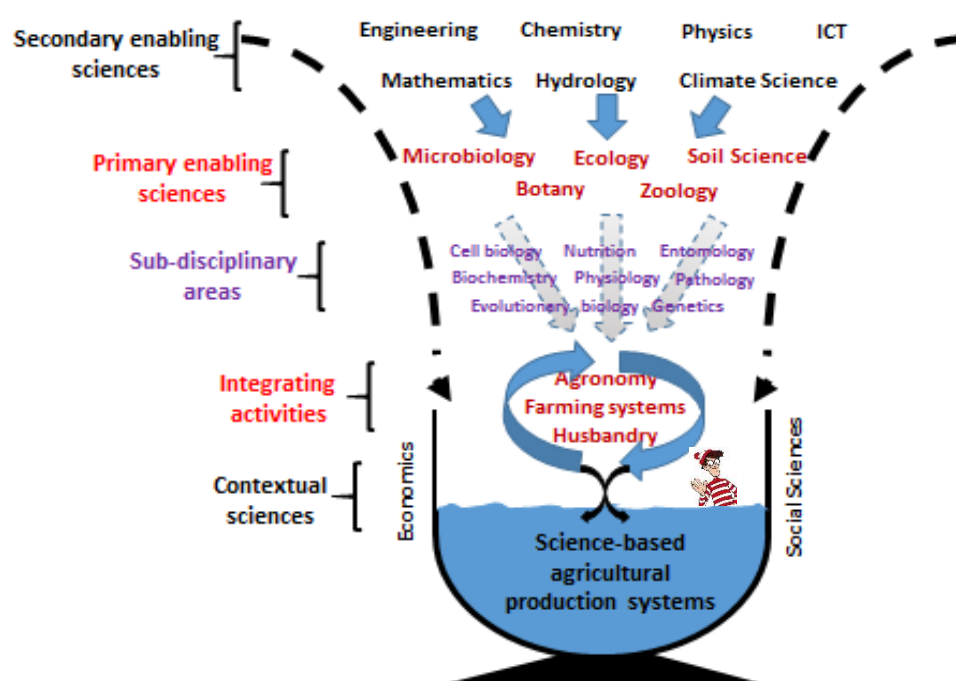 Secondary enabling
sciences
Engineering Chemistry Physics ICT
Mathematics Hydrology Climate Science
Primary enabling
sciences
Microbiology Ecology Soil Science
Botany Zoology
Sub-disciplinary
areas
Cell biology Nutrition Entomology
Biochemistry Physiology Pathology
Evolutionary biology Genetics
Integrating
activities
Agronomy
Farming systems
Husbandry
Contextual
sciences
Economics
Social Sciences
Science-based
agricultural
production systems